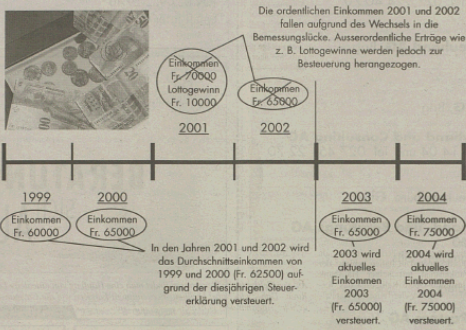 Die ordentlichen Einkommen 2001 und 2002
fallen aufgrund des Wechsels in die
Bemessungslücke. Ausserordentliche Erträge wie
z. B. Lottogewinne werden jedoch zur
Besteuerung herangezogen.
Einkommen
Fr. 70000
Lottogewinn
Fr. 10000
2001
Einkommen
Fr. 65000
2002
1999
Einkommen
Fr. 60000
2000
Einkommen
Fr. 65000
In den Jahren 2001 und 2002 wird
das Durchschnittseinkommen von
1999 und 2000 (Fr. 62500) auf-
grund der diesjährigen Steuer-
erklärung versteuert.
2003
Einkommen
Fr. 65000
2003 wird
aktuelles
Einkommen
2003
(Fr. 65000)
versteuert.
2004
Einkommen
Fr. 75000
2004 wird
aktuelles
Einkommen
2004
(Fr. 75000)
versteuert.